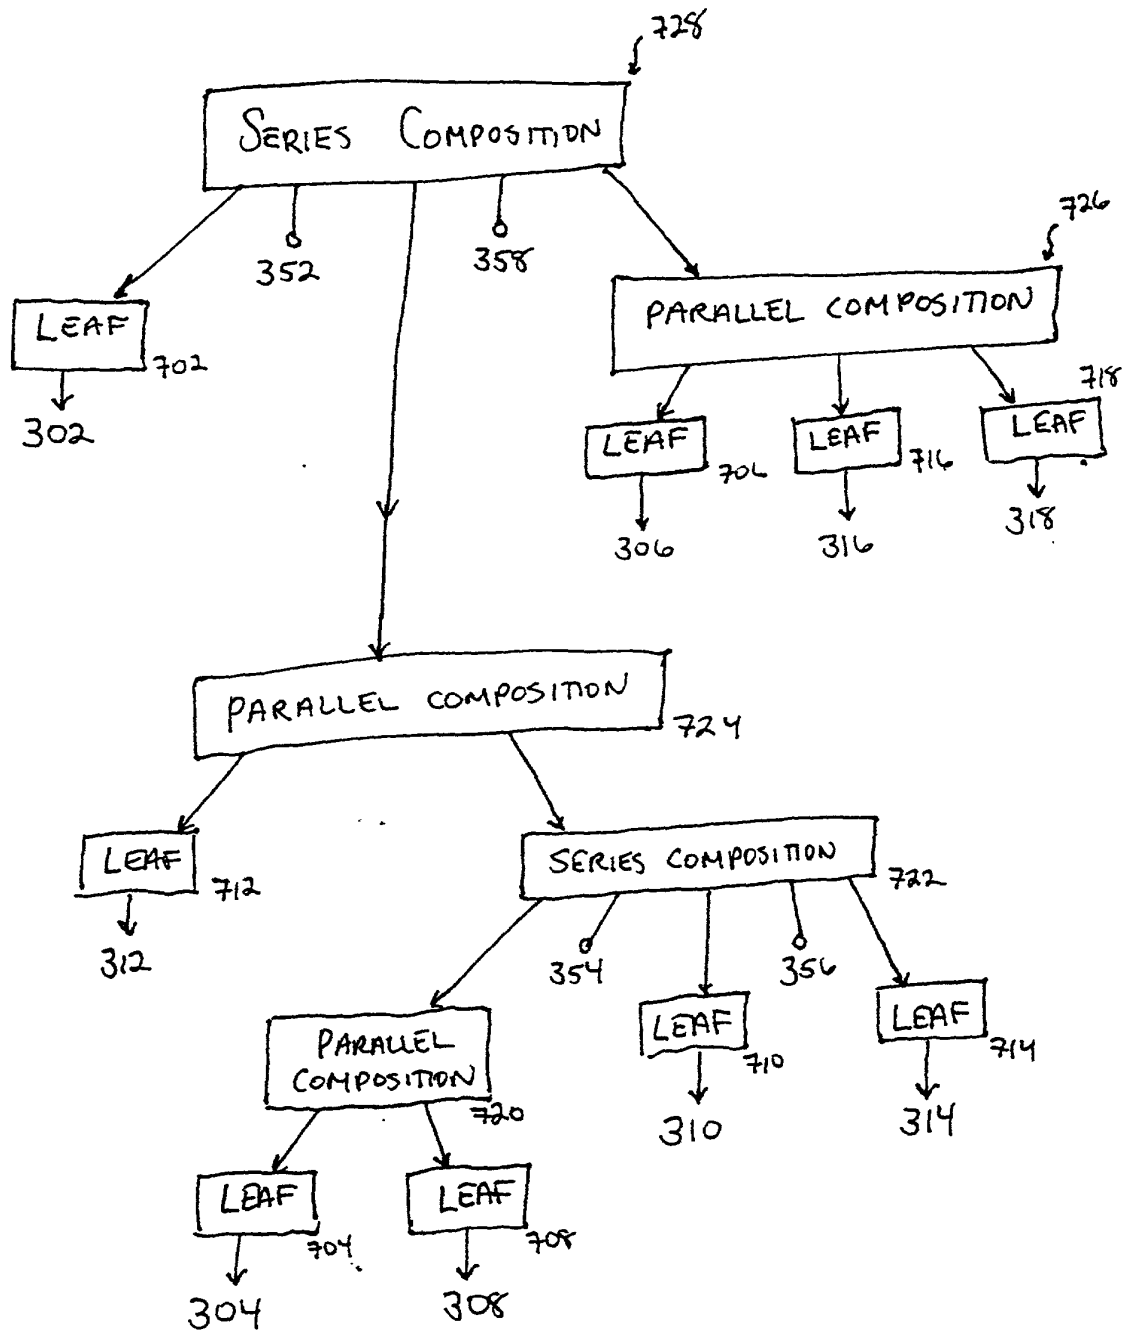 728
SERIES COMPOSITION
726
352
358
PARALLEL COMPOSITION
LEAF
702
302
718
LEAF
706
LEAF
716
LEAF
306
316
318
PARALLEL COMPOSITION
724
LEAF
712
312
SERIES COMPOSITION
722
354
356
PARALLEL
COMPOSITION
720
LEAF
710
310
LEAF
714
314
LEAF
704
304
LEAF
708
308